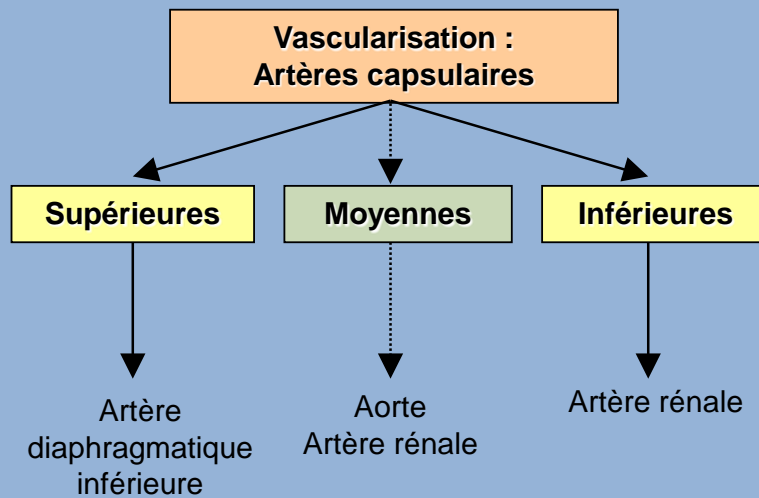 Vascularisation :
Artères capsulaires
Supérieures
Moyennes
Inférieures
Artère
diaphragmatique
inférieure
Aorte
Artère rénale
Artère rénale